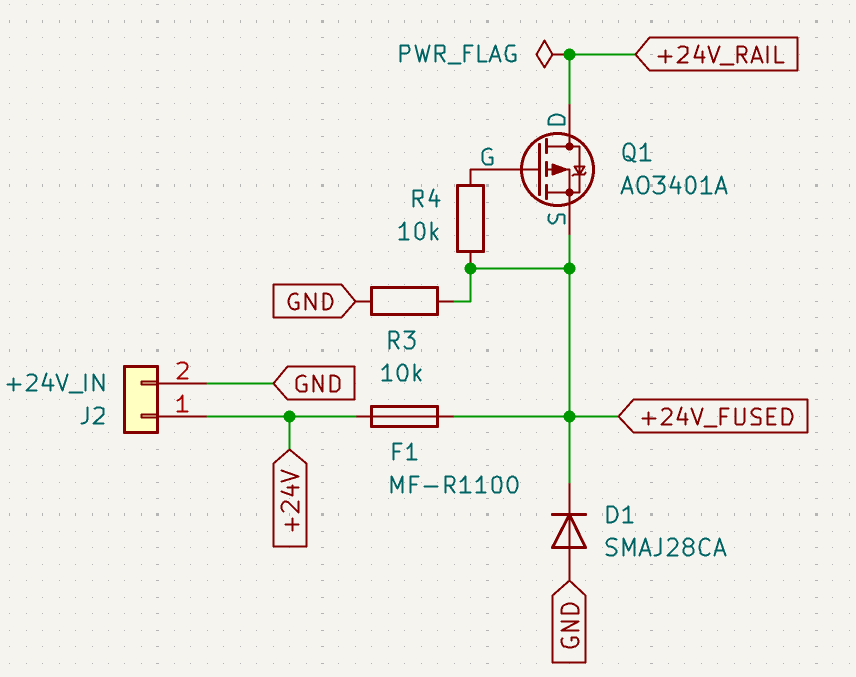 PWR_FLAG
+24V_RAIL
D
G
Q1
AO3401A
R4
10k
S
GND
R3
10k
+24V_IN
J2
2
1
GND
+24V_FUSED
F1
MF-R1100
+24V
D1
SMAJ28CA
GND